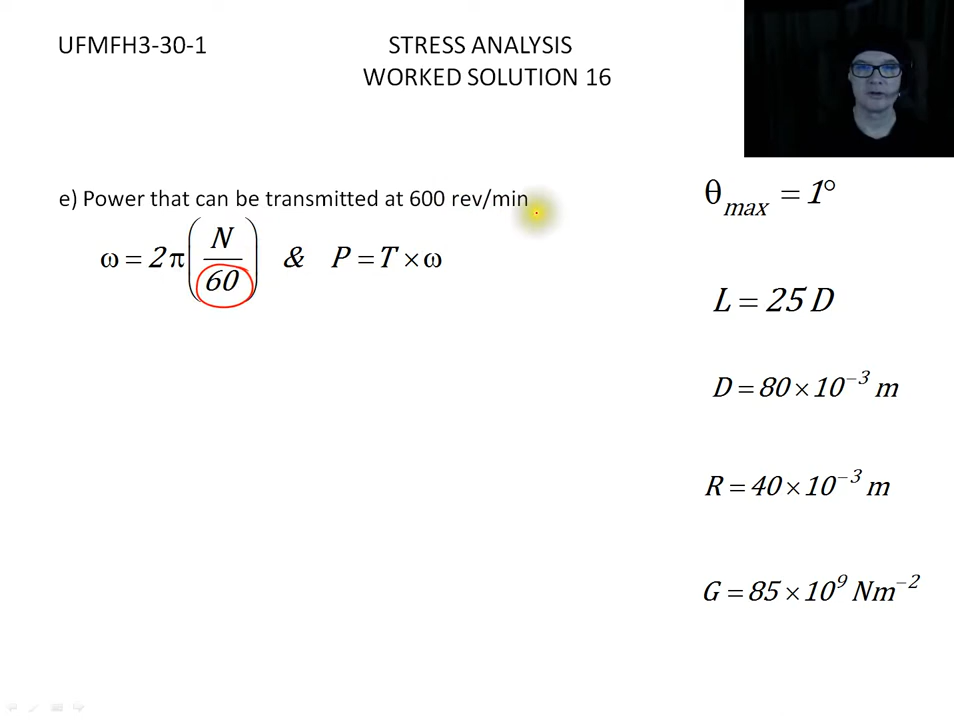 UFMFH3-30-1
STRESS ANALYSIS
WORKED SOLUTION 16
e) Power that can be transmitted at 600 rev/min
ω = 2π(N/60) & P = T × ω
θmax = 1°
L = 25 D
D = 80 × 10⁻³ m
R = 40 × 10⁻³ m
G = 85 × 10⁹ Nm⁻²